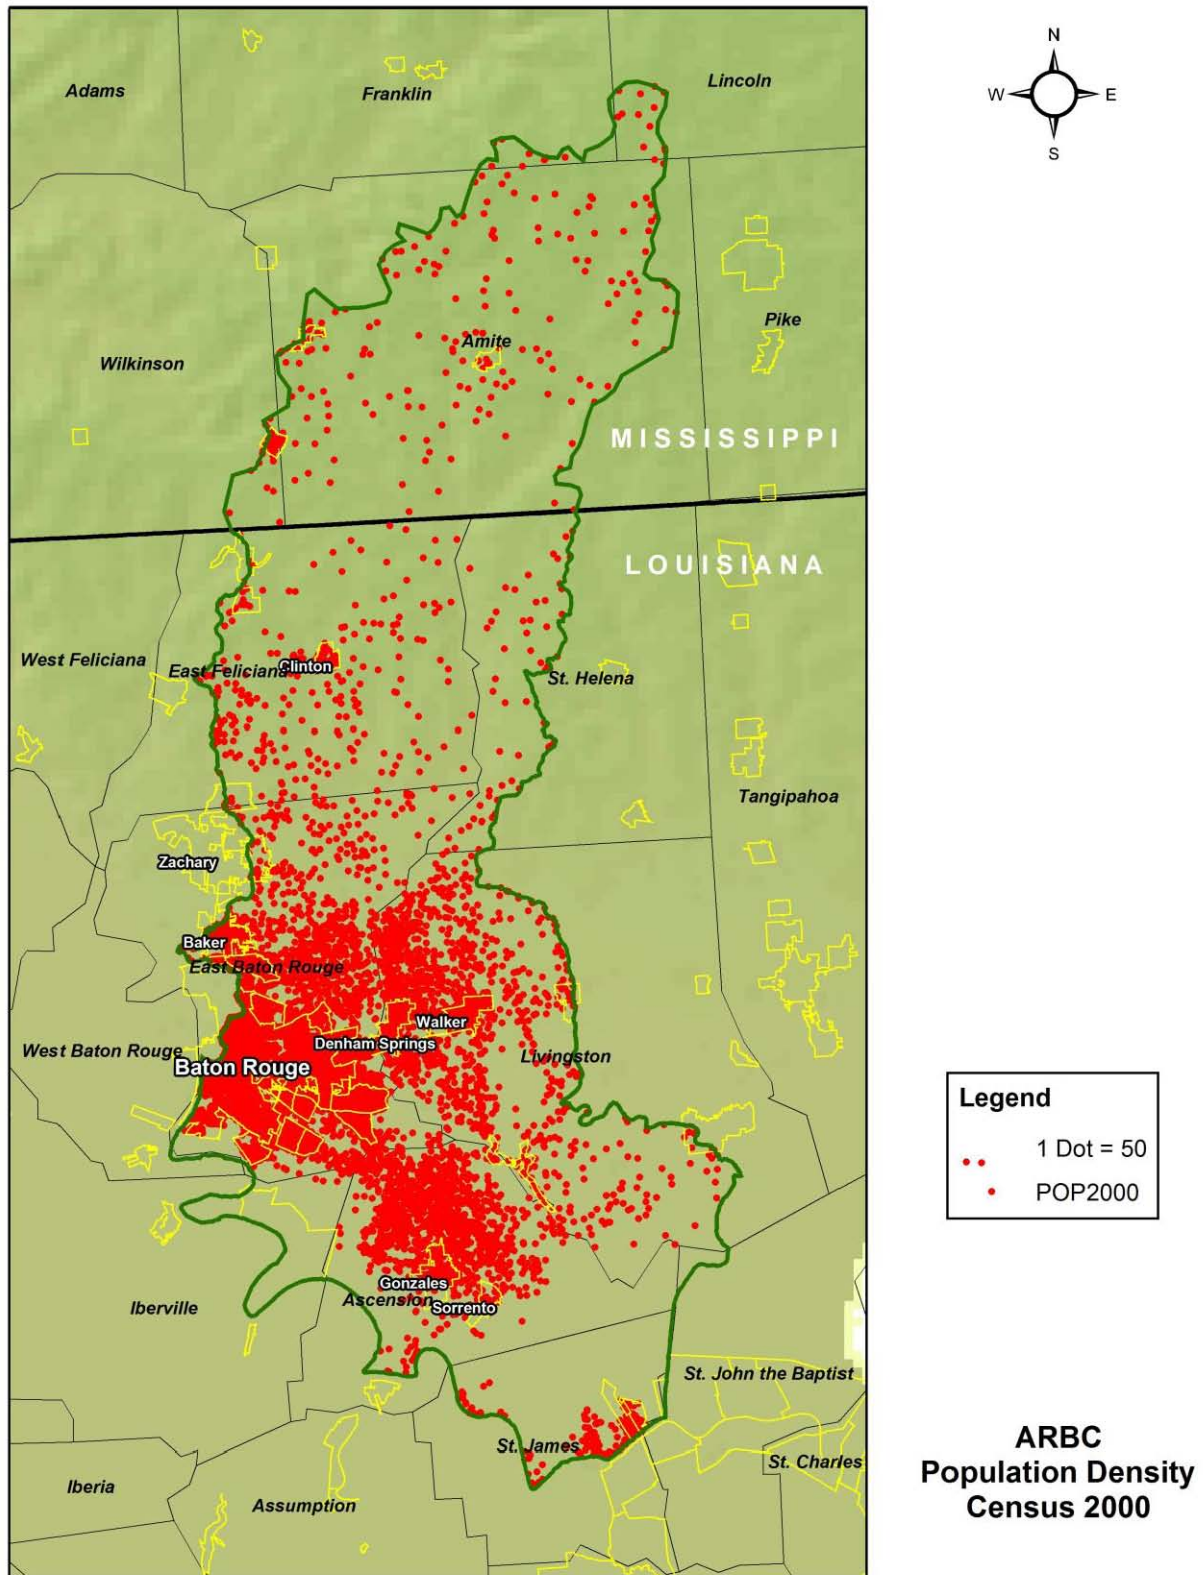 N
W E
S
Adams
Franklin
Lincoln
Amite
Pike
Wilkinson
MISSISSIPPI
LOUISIANA
West Feliciana
East Feliciana
Clinton
St. Helena
Tangipahoa
Zachary
Baker
East Baton Rouge
Walker
Denham Springs
West Baton Rouge
Livingston
Baton Rouge
Gonzales
Ascension
Sorrento
Iberville
St. John the Baptist
St. James
St. Charles
Iberia
Assumption
Legend
1 Dot = 50
POP2000
ARBC
Population Density
Census 2000